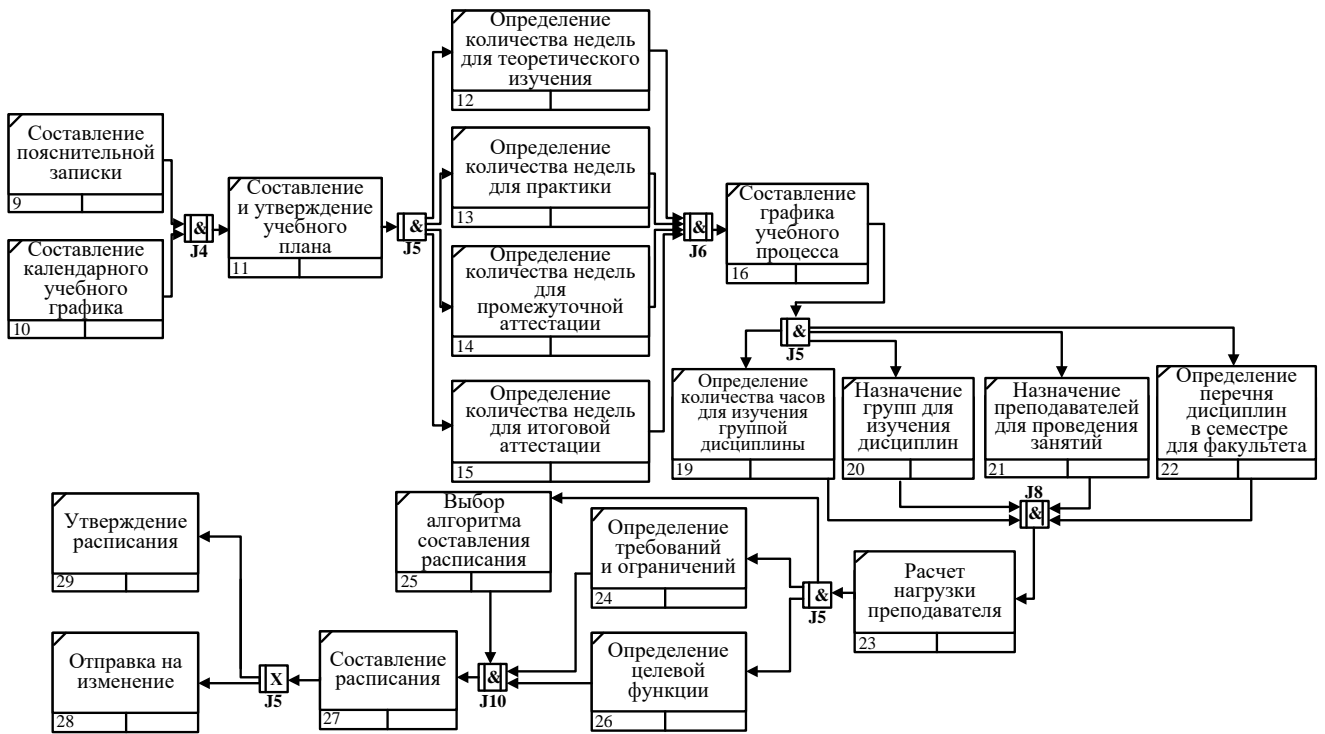 Составление
пояснительной
записки
9
Составление
календарного
учебного
графика
10
&
J4
Составление
и утверждение
учебного
плана
11
&
J5
Определение
количества недель
для теоретического
изучения
12
Определение
количества недель
для практики
13
Определение
количества недель
для
промежуточной
аттестации
14
Определение
количества недель
для итоговой
аттестации
15
&
J6
Составление
графика
учебного
процесса
16
&
J5
Определение
количества часов
для изучения
группой
дисциплины
19
Назначение
групп для
изучения
дисциплин
20
Назначение
преподавателей
для проведения
занятий
21
Определение
перечня
дисциплин
в семестре
для факультета
22
J8
&
Расчет
нагрузки
преподавателя
23
&
J5
Выбор
алгоритма
составления
расписания
25
Определение
требований
и ограничений
24
Определение
целевой
функции
26
&
J10
Составление
расписания
27
X
J5
Утверждение
расписания
29
Отправка на
изменение
28